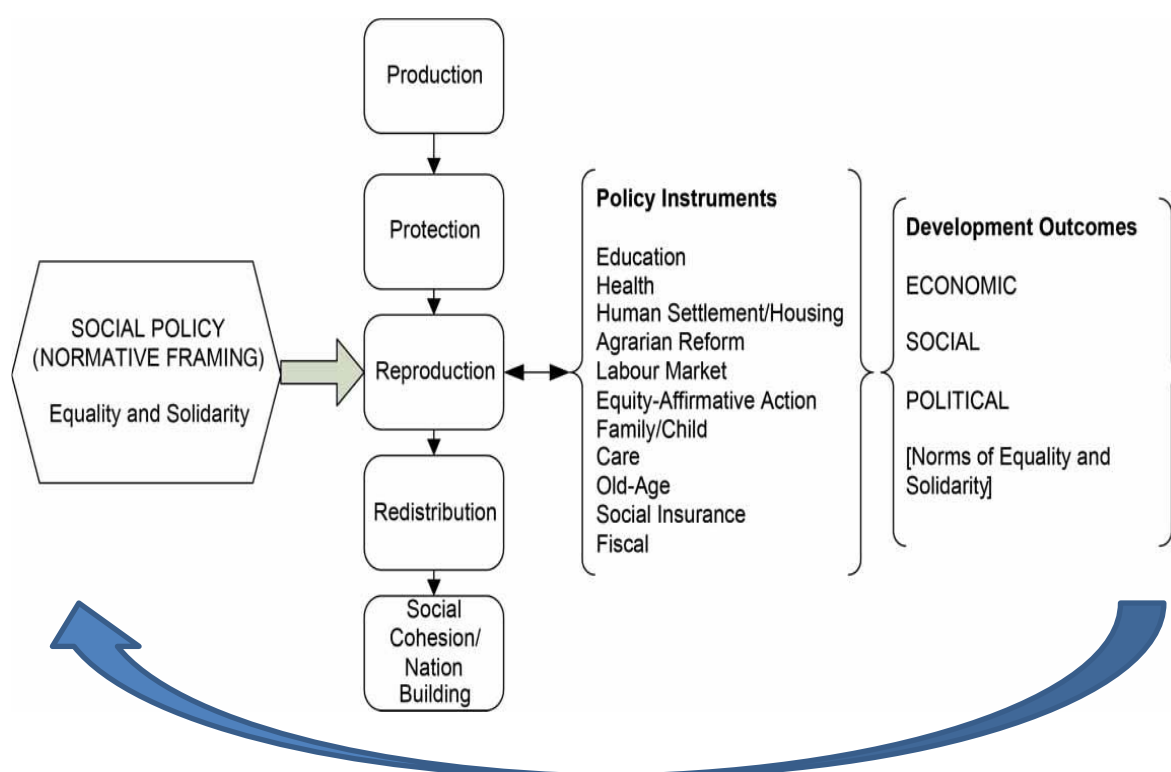 SOCIAL POLICY
(NORMATIVE FRAMING)
Equality and Solidarity
Production
Protection
Reproduction
Redistribution
Social
Cohesion/
Nation
Building
Policy Instruments
Education
Health
Human Settlement/Housing
Agrarian Reform
Labour Market
Equity-Affirmative Action
Family/Child
Care
Old-Age
Social Insurance
Fiscal
Development Outcomes
ECONOMIC
SOCIAL
POLITICAL
[Norms of Equality and
Solidarity]